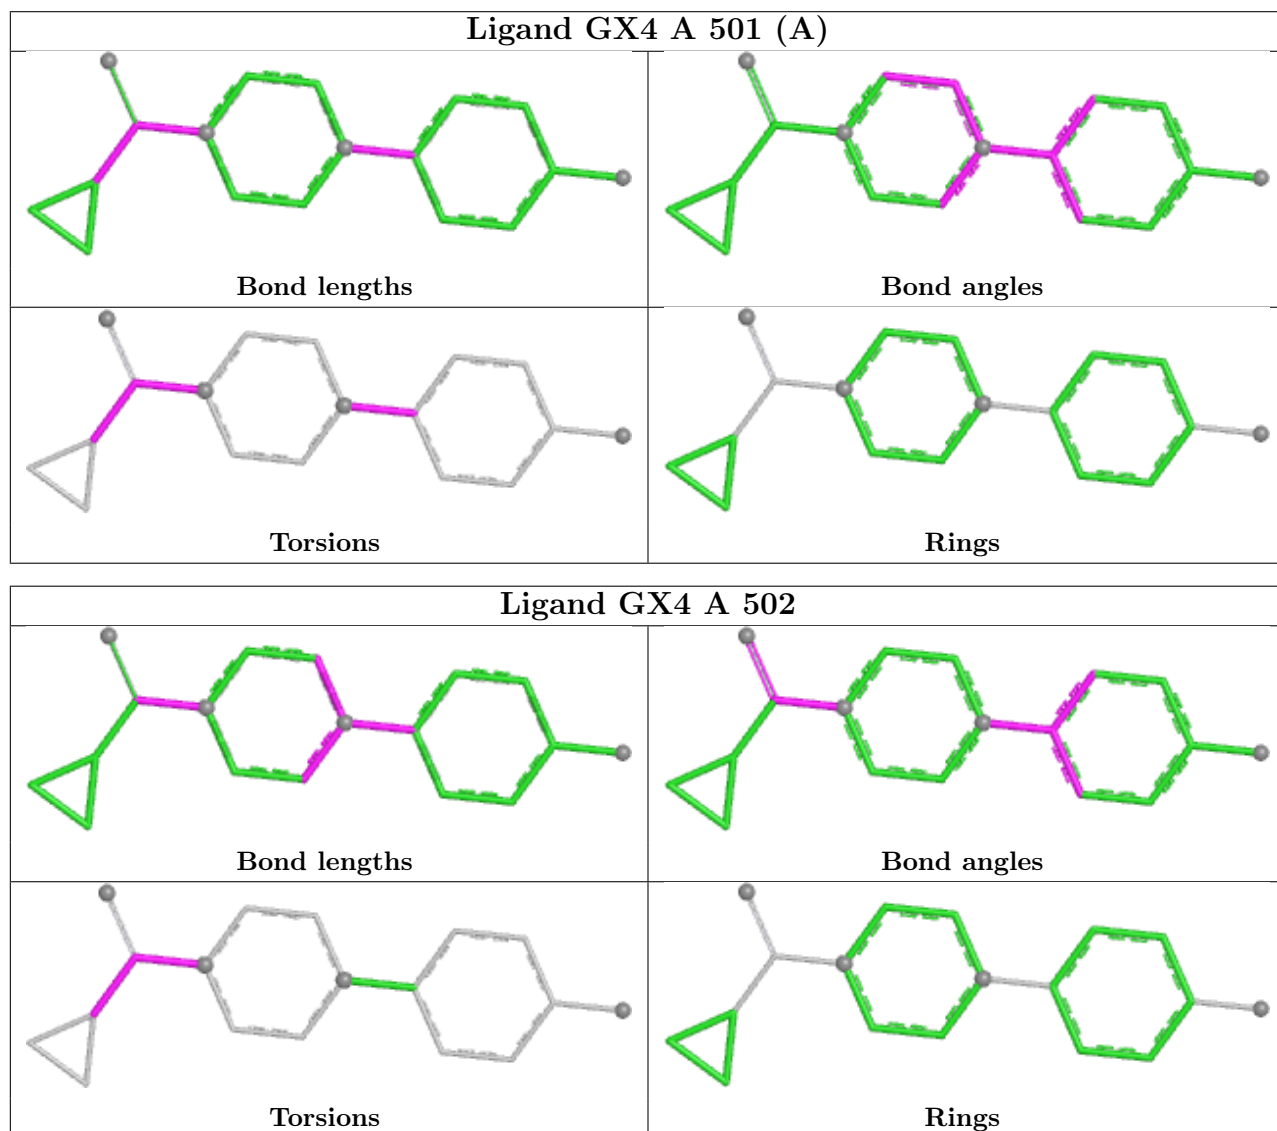 Ligand GX4 A 501 (A)
Bond lengths
Bond angles
Torsions
Rings
Ligand GX4 A 502
Bond lengths
Bond angles
Torsions
Rings